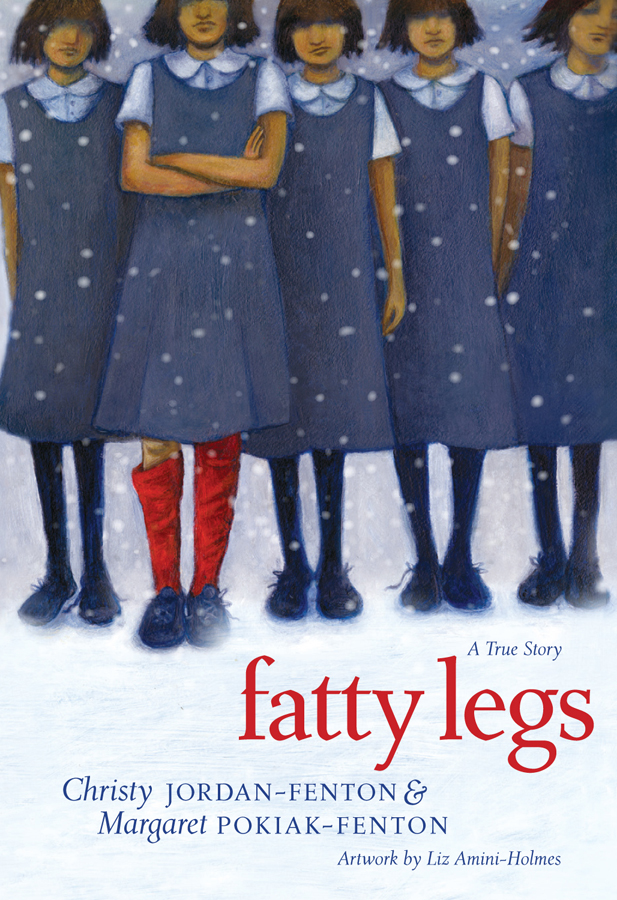 A True Story
fatty legs
Christy JORDAN-FENTON &
Margaret POKIAK-FENTON
Artwork by Liz Amini-Holmes